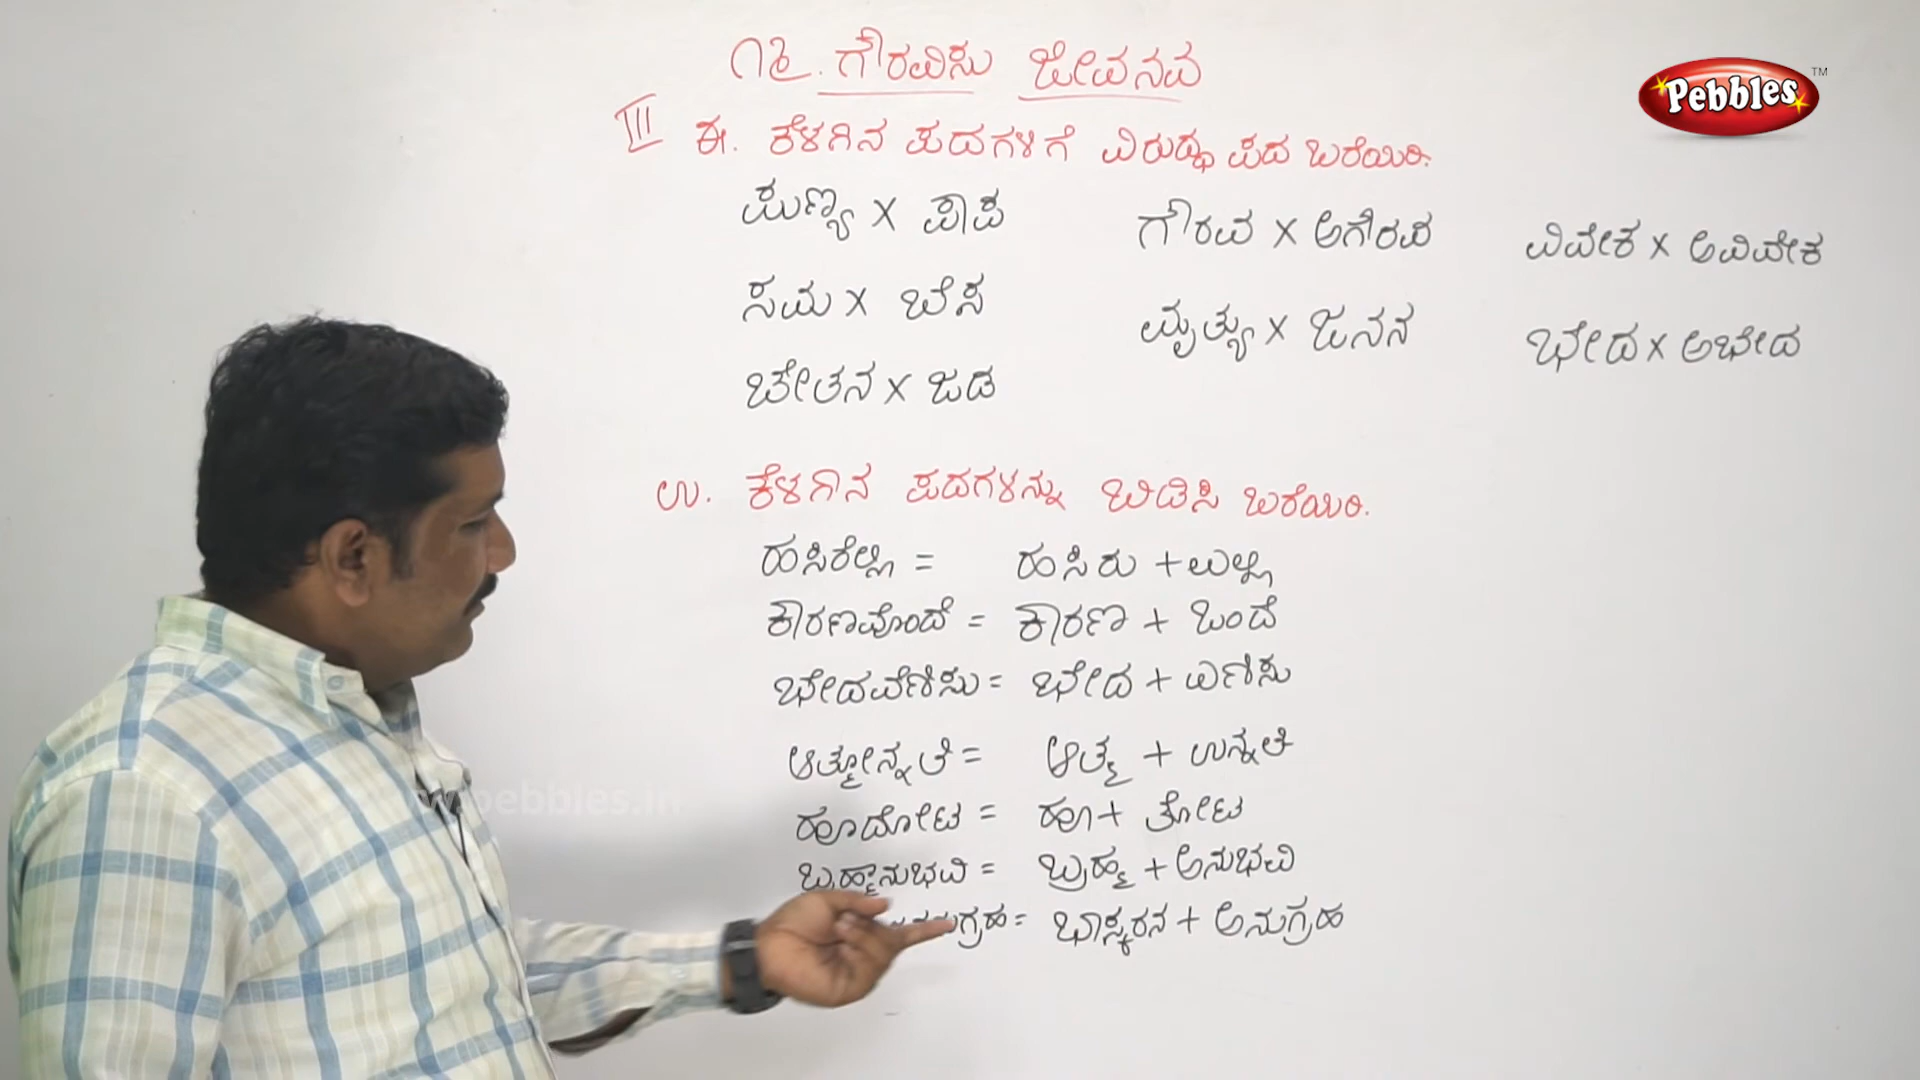 ೧೬. ಗೌರವಿಸು ಜೀವನವ
III ಈ. ಕೆಳಗಿನ ಪದಗಳಿಗೆ ವಿರುದ್ಧ ಪದ ಬರೆಯಿರಿ.
ಪುಣ್ಯ X ಪಾಪ ಗೌರವ X ಅಗೌರವ ವಿವೇಕ X ಅವಿವೇಕ
ಸಮ X ಬೆಸ ಮೃತ್ಯು X ಜನನ ಭೇದ X ಅಭೇದ
ಚೇತನ X ಜಡ
ಉ. ಕೆಳಗಿನ ಪದಗಳನ್ನು ಬಿಡಿಸಿ ಬರೆಯಿರಿ.
ಹಸಿರೆಲ್ಲಿ = ಹಸಿರು +
ಕಾರಣವೊಂದೆ = ಕಾರಣ + ಒಂದೆ
ಭೇದವೆಣಿಸು = ಭೇದ + ಎಣಿಸು
ಆತ್ಮೋನ್ನತಿ = ಆತ್ಮ + ಉನ್ನತಿ
ಹೂದೋಟ = ಹೂ + ತೋಟ
ಬ್ರಹ್ಮಾನುಭವಿ = ಬ್ರಹ್ಮ + ಅನುಭವಿ
= ಭಾಸ್ಕರನ + ಅನುಗ್ರಹ
Pebbles TM
w.pebbles.in